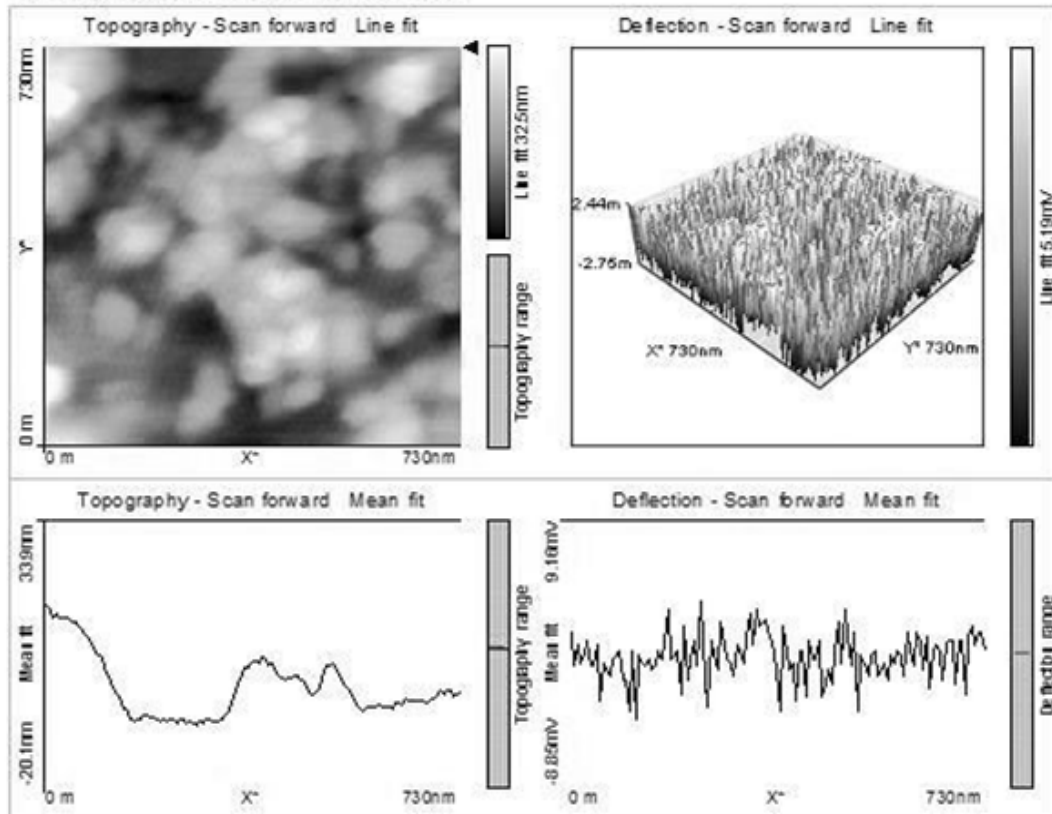 Topography - Scan forward Line fit
730nm
Y*
0 m
0 m X* 730nm
Line fit 32.5nm
Topography range
Deflection - Scan forward Line fit
2.44m
-2.76m
X* 730nm
Y* 730nm
Line fit 5.19mV
Topography - Scan forward Mean fit
33.9nm
Mean fit
-20.1nm
0 m X* 730nm
Topography range
Deflection - Scan forward Mean fit
9.16mV
Mean fit
-8.85mV
0 m X* 730nm
Deflection range